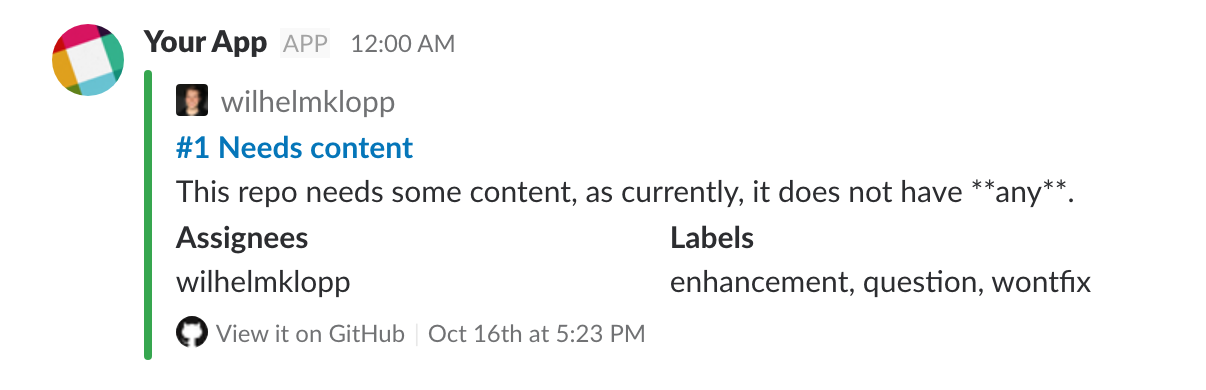 Your App APP 12:00 AM
wilhelmklopp
#1 Needs content
This repo needs some content, as currently, it does not have **any**.
Assignees Labels
wilhelmklopp enhancement, question, wontfix
View it on GitHub | Oct 16th at 5:23 PM